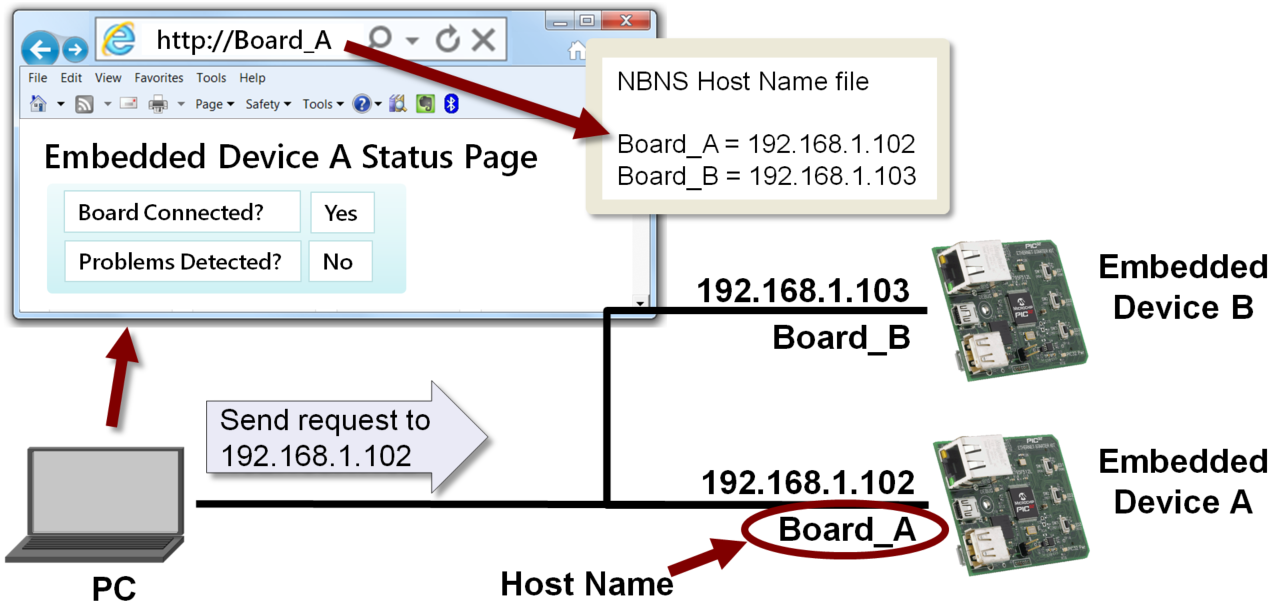 http://Board_A
File Edit View Favorites Tools Help
Page Safety Tools
Embedded Device A Status Page
Board Connected? Yes
Problems Detected? No
NBNS Host Name file
Board_A = 192.168.1.102
Board_B = 192.168.1.103
192.168.1.103
Board_B
Embedded
Device B
Send request to
192.168.1.102
192.168.1.102
Board_A
Embedded
Device A
Host Name
PC